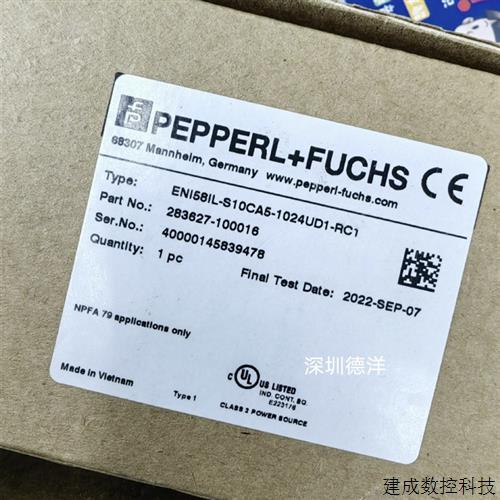 PEPPERL+FUCHS CE
68307 Mannheim, Germany www.pepperl-fuchs.com
Type: ENI58IL-S10CA5-1024UD1-RC1
Part No.: 283627-100016
Ser.No.: 40000145839478
Quantity: 1 pc
Final Test Date: 2022-SEP-07
NPFA 79 applications only
深圳德洋
Made in Vietnam
Type 1
C UL US LISTED
IND. CONT. EQ.
E223176
CLASS 2 POWER SOURCE
建成数控科技